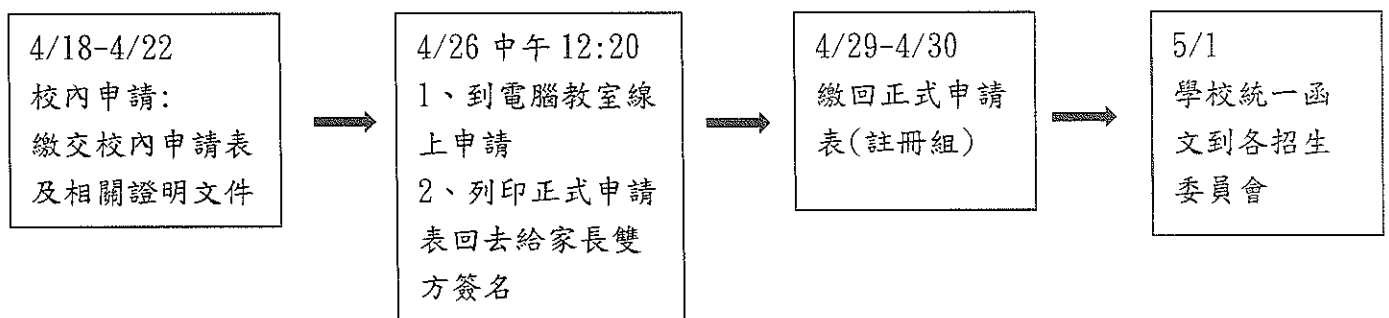 4/18-4/22
校內申請:
繳交校內申請表
及相關證明文件
4/26 中午 12:20
1、到電腦教室線
上申請
2、列印正式申請
表回去給家長雙
方簽名
4/29-4/30
繳回正式申請
表(註冊組)
5/1
學校統一函
文到各招生
委員會